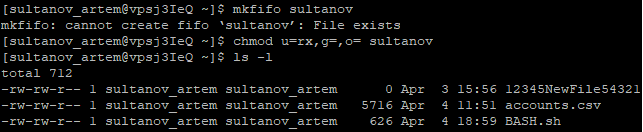 [sultanov_artem@vpsj3IeQ ~]$ mkfifo sultanov
mkfifo: cannot create fifo ‘sultanov’: File exists
[sultanov_artem@vpsj3IeQ ~]$ chmod u=rx,g=,o= sultanov
[sultanov_artem@vpsj3IeQ ~]$ ls -l
total 712
-rw-rw-r-- 1 sultanov_artem sultanov_artem 0 Apr 3 15:56 12345NewFile54321
-rw-rw-r-- 1 sultanov_artem sultanov_artem 5716 Apr 4 11:51 accounts.csv
-rw-rw-r-- 1 sultanov_artem sultanov_artem 626 Apr 4 18:59 BASH.sh